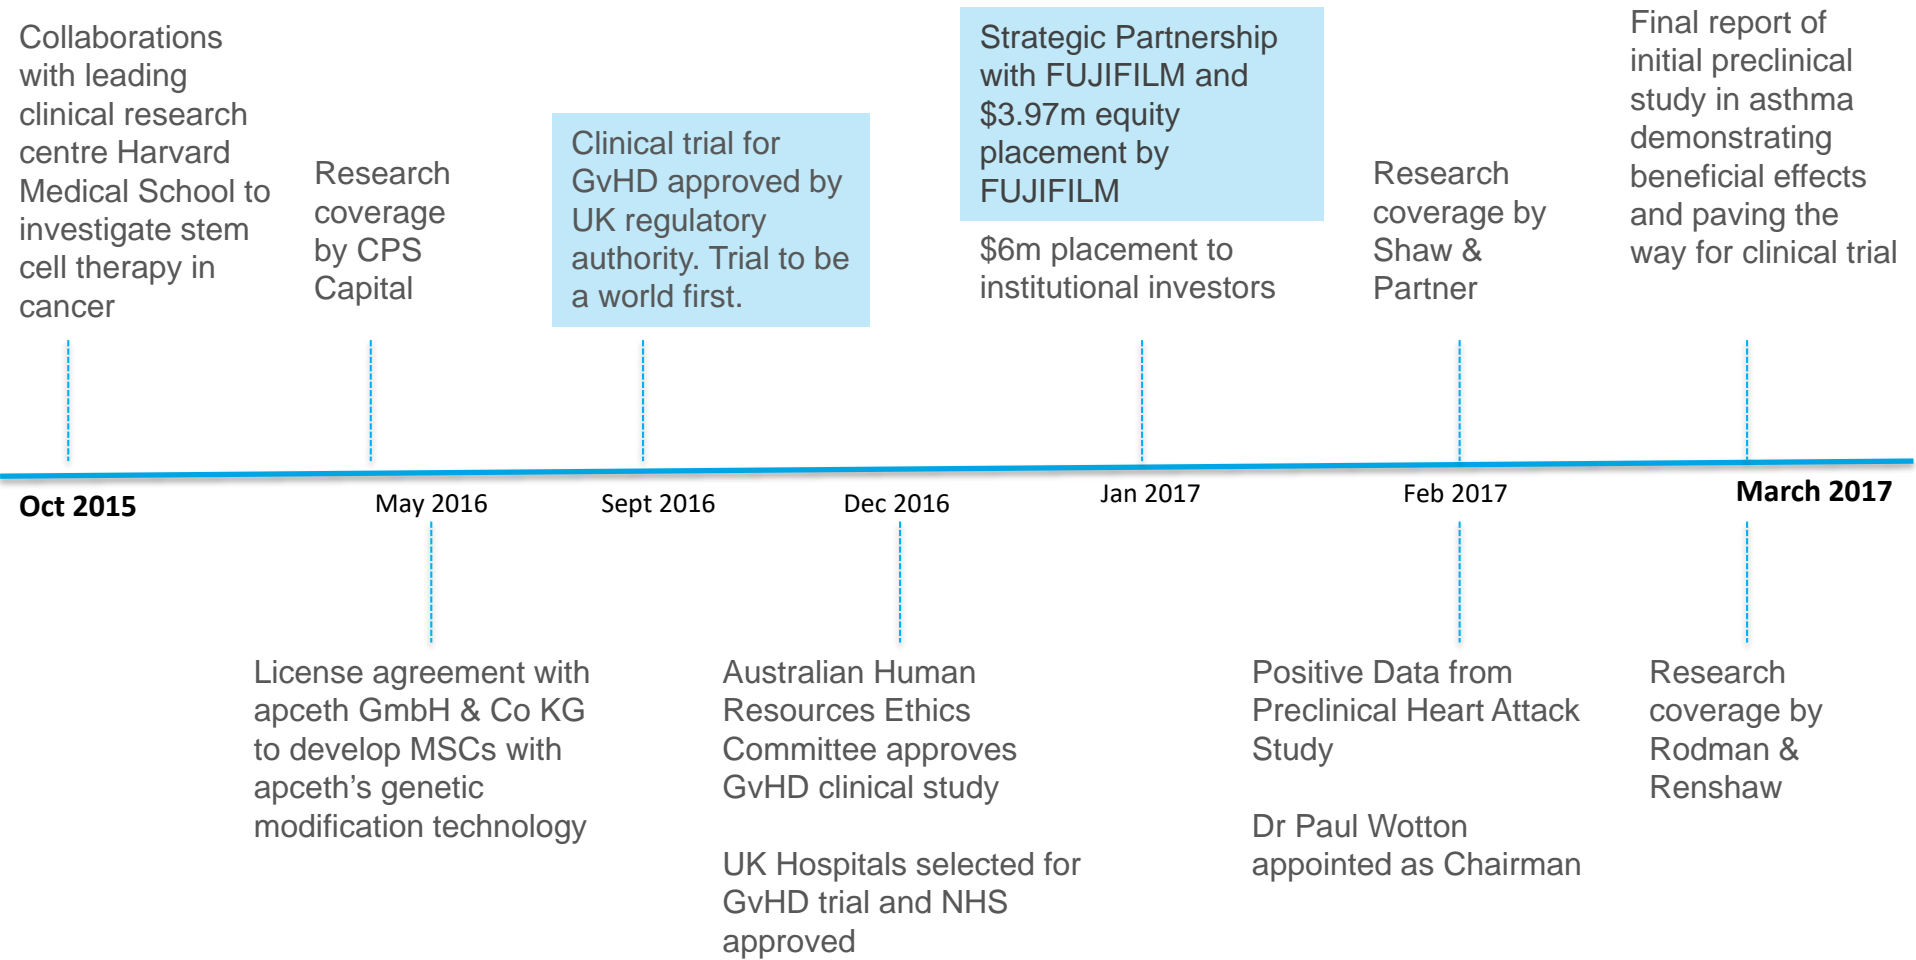 Collaborations
with leading
clinical research
centre Harvard
Medical School to
investigate stem
cell therapy in
cancer
Research
coverage
by CPS
Capital
Clinical trial for
GvHD approved by
UK regulatory
authority. Trial to be
a world first.
Strategic Partnership
with FUJIFILM and
$3.97m equity
placement by
FUJIFILM
$6m placement to
institutional investors
Research
coverage by
Shaw &
Partner
Final report of
initial preclinical
study in asthma
demonstrating
beneficial effects
and paving the
way for clinical trial
Oct 2015
May 2016
Sept 2016
Dec 2016
Jan 2017
Feb 2017
March 2017
License agreement with
apceth GmbH & Co KG
to develop MSCs with
apceth’s genetic
modification technology
Australian Human
Resources Ethics
Committee approves
GvHD clinical study
UK Hospitals selected for
GvHD trial and NHS
approved
Positive Data from
Preclinical Heart Attack
Study
Dr Paul Wotton
appointed as Chairman
Research
coverage by
Rodman &
Renshaw